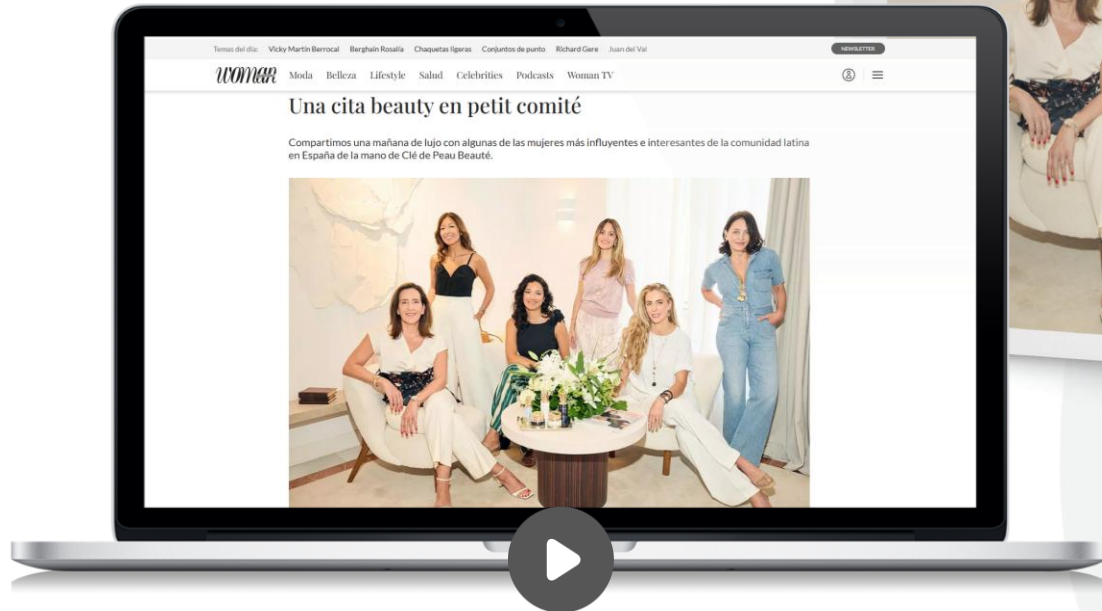 Temas del día: Vicky Martín Berrocal Berghain Rosalía Chaquetas ligeras Conjuntos de punto Richard Gere Juan del Val NEWSLETTER
WOMAN Moda Belleza Lifestyle Salud Celebrities Podcasts Woman TV
Una cita beauty en petit comité
Compartimos una mañana de lujo con algunas de las mujeres más influyentes e interesantes de la comunidad latina
en España de la mano de Clé de Peau Beauté.